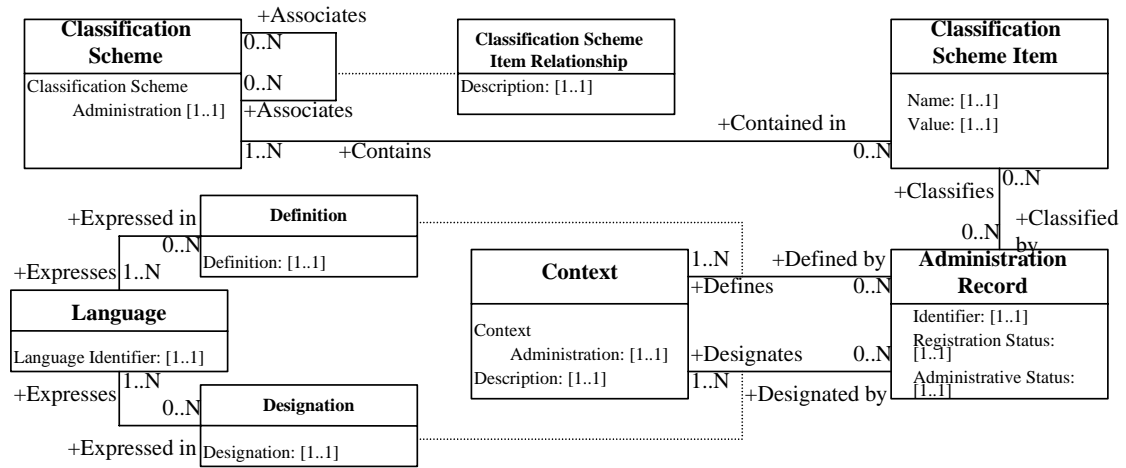 +Associates
Classification
Scheme
0..N
Classification Scheme
Administration [1..1]
0..N
+Associates
1..N
+Contains
Classification Scheme
Item Relationship
Description: [1..1]
+Contained in
0..N
Classification
Scheme Item
Name: [1..1]
Value: [1..1]
+Classifies
0..N
0..N
+Classified
by
+Expressed in
0..N
Definition
Definition: [1..1]
+Expresses
1..N
Language
Language Identifier: [1..1]
1..N
+Expresses
0..N
+Expressed in
Designation
Designation: [1..1]
Context
Context
Administration: [1..1]
Description: [1..1]
1..N
+Defines
+Defined by
0..N
+Designates
1..N
0..N
+Designated by
Administration
Record
Identifier: [1..1]
Registration Status:
[1..1]
Administrative Status:
[1..1]